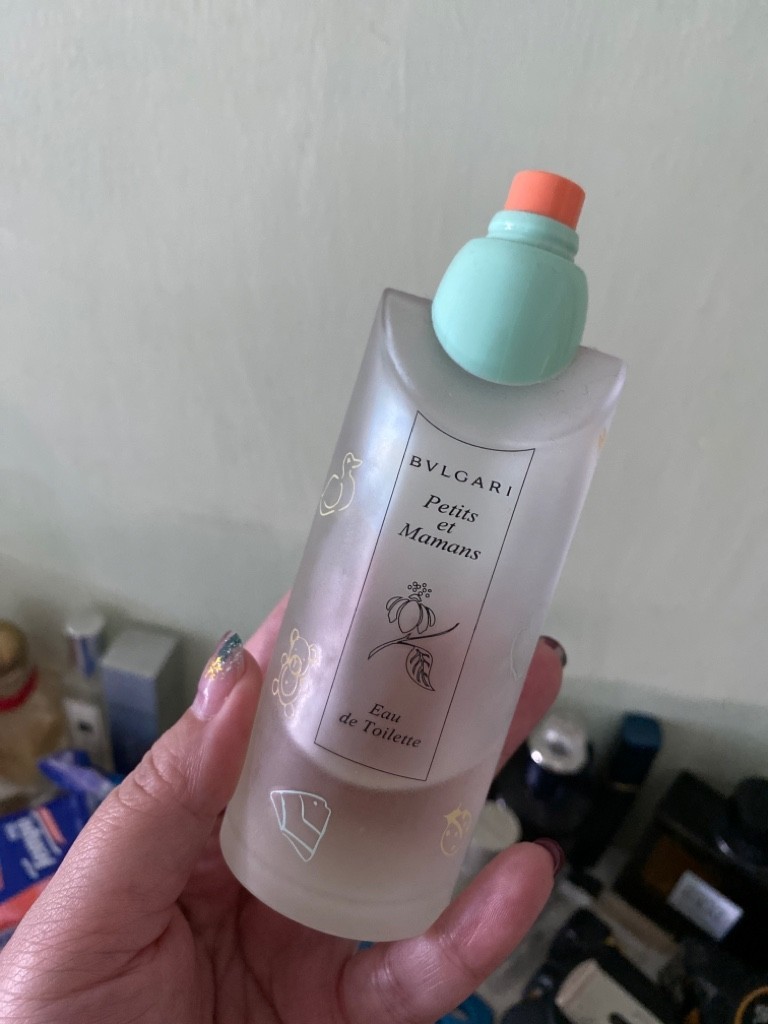 BVLGARI
Petits
et
Mamans
Eau
de Toilette